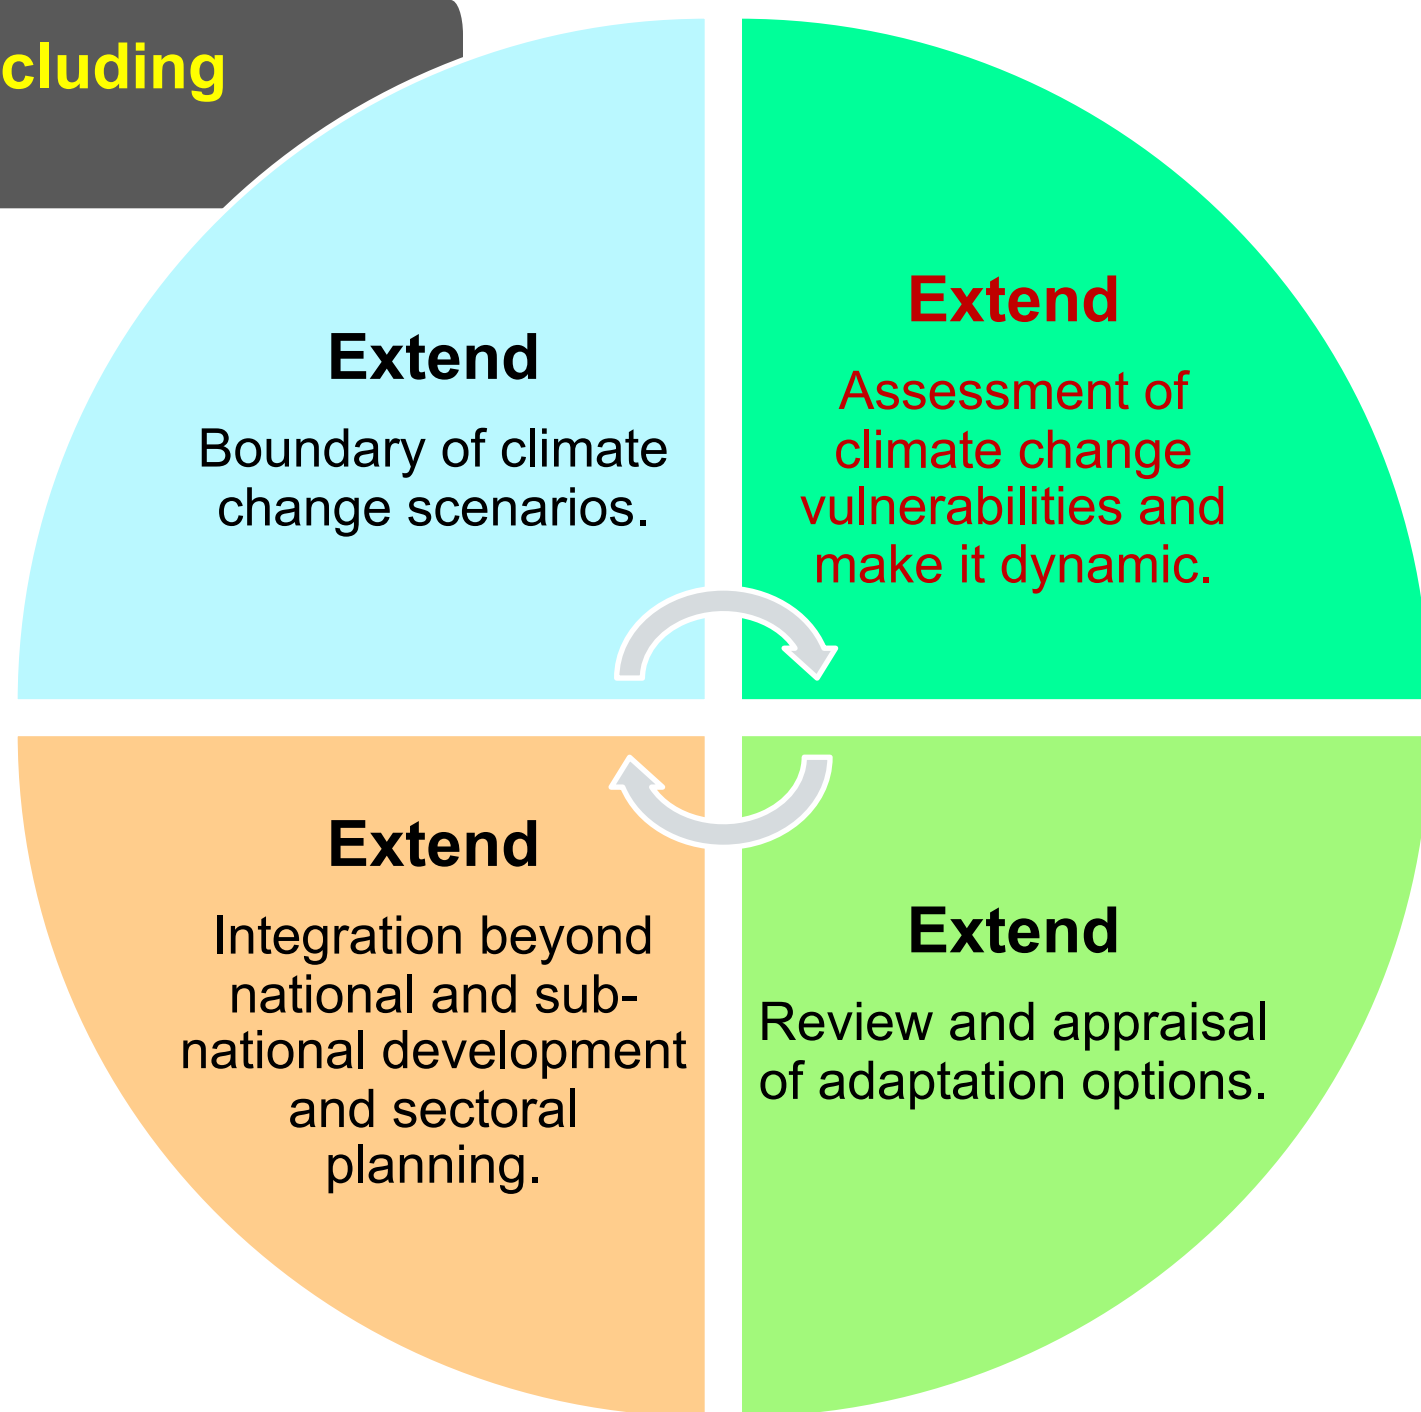 cluding
Extend
Boundary of climate
change scenarios.
Extend
Assessment of
climate change
vulnerabilities and
make it dynamic.
Extend
Integration beyond
national and sub-
national development
and sectoral
planning.
Extend
Review and appraisal
of adaptation options.